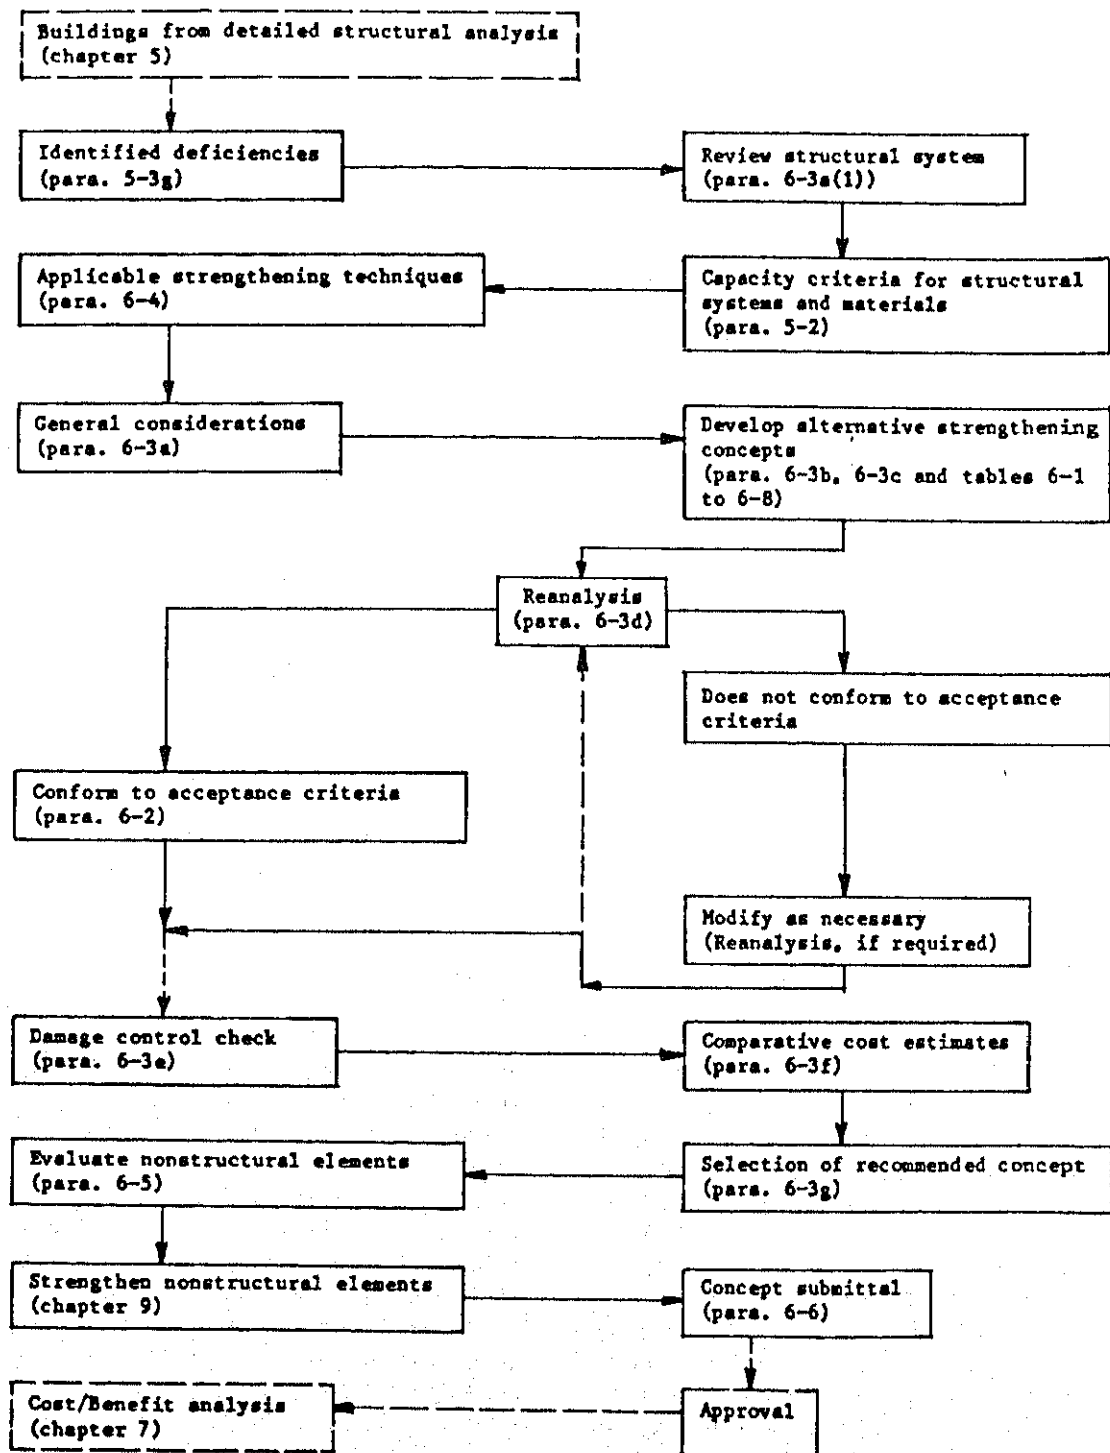 Buildings from detailed structural analysis
(chapter 5)
Identified deficiencies
(para. 5-3g)
Review structural system
(para. 6-3a(1))
Applicable strengthening techniques
(para. 6-4)
Capacity criteria for structural
systems and materials
(para. 5-2)
General considerations
(para. 6-3a)
Develop alternative strengthening
concepts
(para. 6-3b, 6-3c and tables 6-1
to 6-8)
Reanalysis
(para. 6-3d)
Does not conform to acceptance
criteria
Conform to acceptance criteria
(para. 6-2)
Modify as necessary
(Reanalysis, if required)
Damage control check
(para. 6-3e)
Comparative cost estimates
(para. 6-3f)
Evaluate nonstructural elements
(para. 6-5)
Selection of recommended concept
(para. 6-3g)
Strengthen nonstructural elements
(chapter 9)
Concept submittal
(para. 6-6)
Cost/Benefit analysis
(chapter 7)
Approval